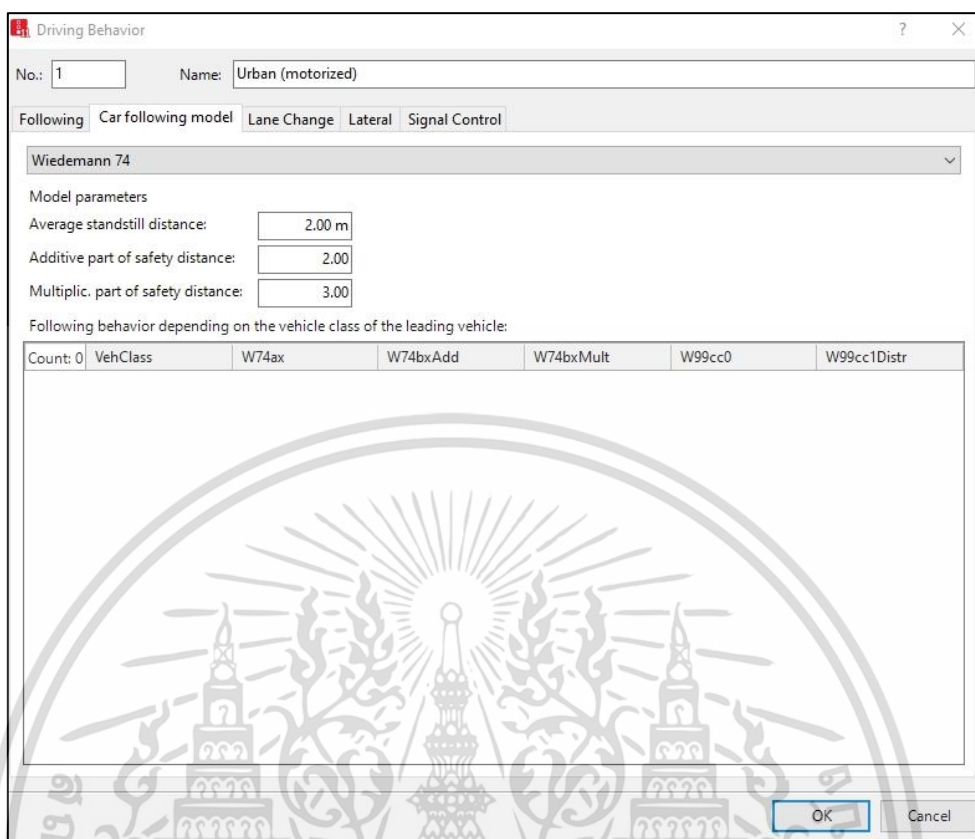 Driving Behavior
No.: 1 Name: Urban (motorized)
Following Car following model Lane Change Lateral Signal Control
Wiedemann 74
Model parameters
Average standstill distance: 2.00 m
Additive part of safety distance: 2.00
Multiplic. part of safety distance: 3.00
Following behavior depending on the vehicle class of the leading vehicle:
Count: 0 VehClass W74ax W74bxAdd W74bxMult W99cc0 W99cc1Distr
OK Cancel